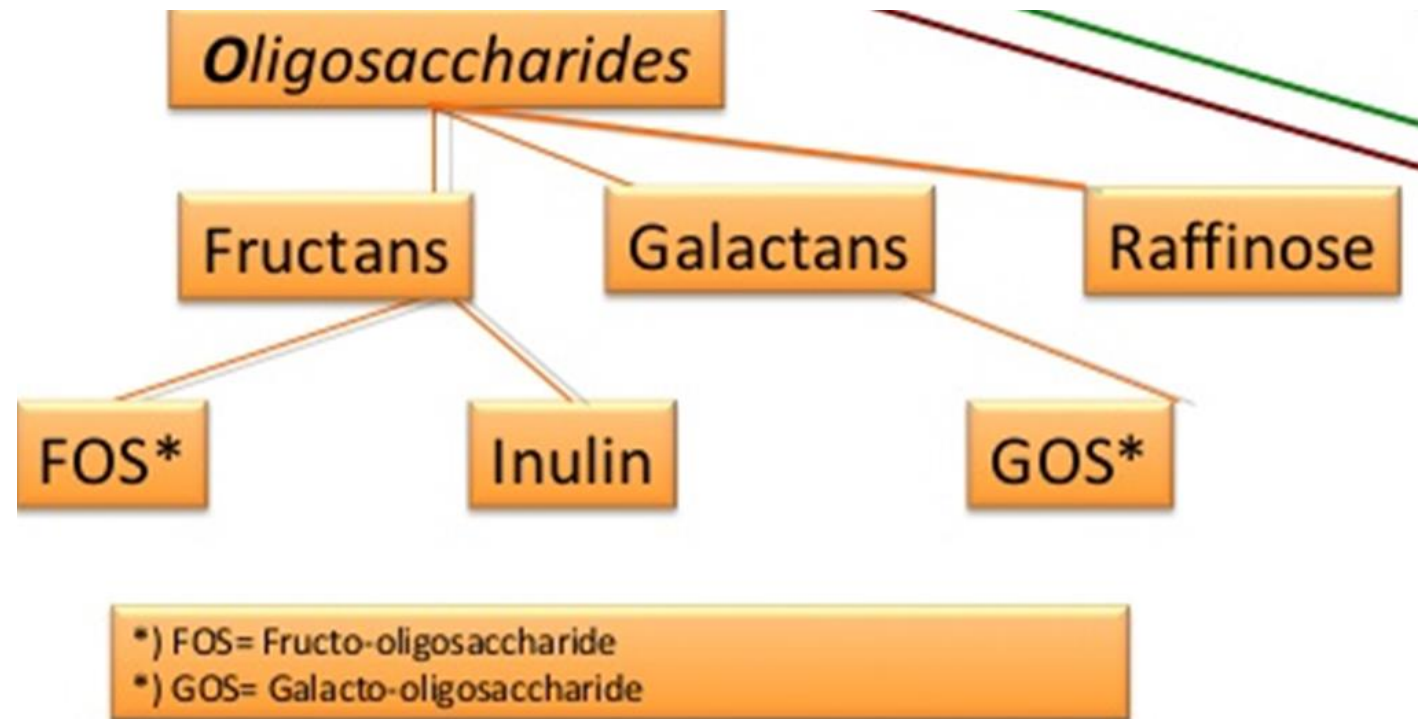 Oligosaccharides
Fructans
Galactans
Raffinose
FOS*
Inulin
GOS*
*) FOS= Fructo-oligosaccharide
*) GOS= Galacto-oligosaccharide